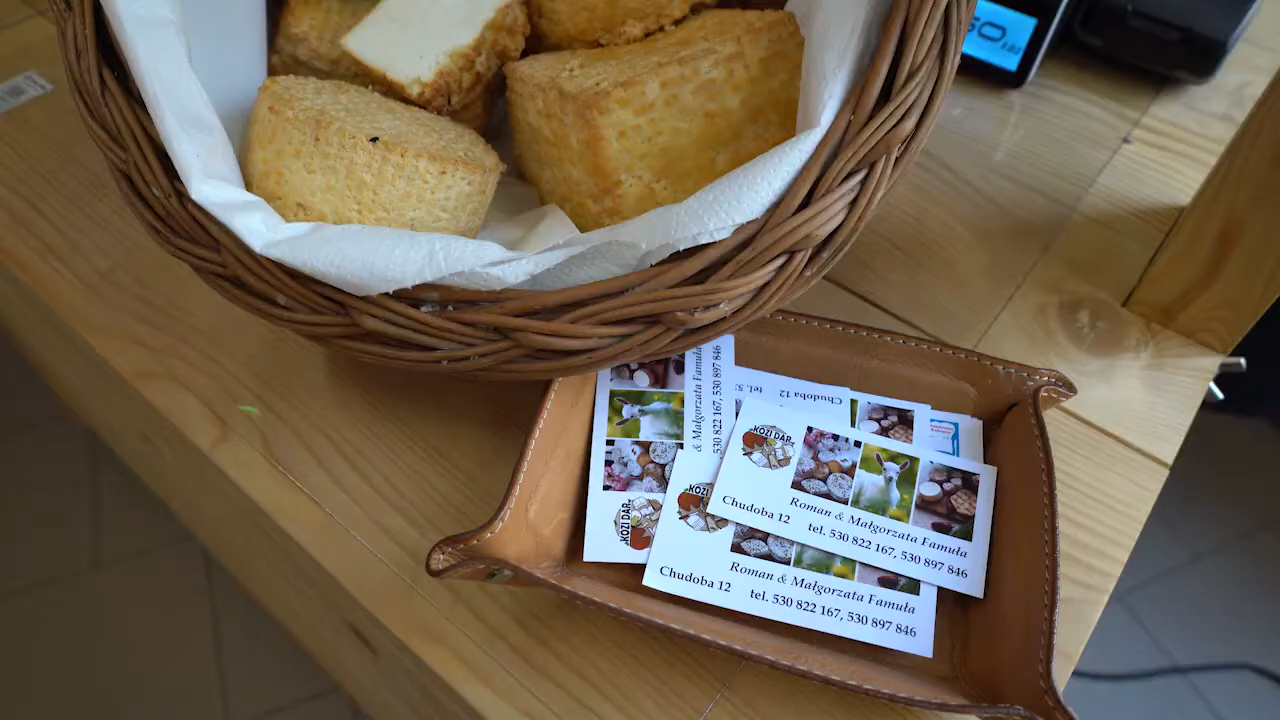 KOZI DAR
Roman & Małgorzata Famuła
Chudoba 12 tel. 530 822 167, 530 897 846
KOZI
Roman & Małgorzata Famuła
Chudoba 12 tel. 530 822 167, 530 897 846
KOZI DAR
& Małgorzata Famuła
530 822 167, 530 897 846
Chudoba 12 tel. 53